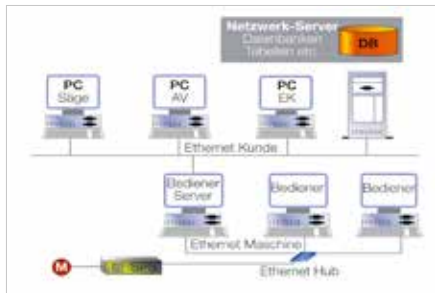 Netzwerk-Server
Datenbanken
Tabellen etc.
DB
PC
Säge
PC
AV
PC
EK
Ethernet Kunde
Bediener
Server
Bediener
Bediener
Ethernet Maschine
M
Ethernet Hub